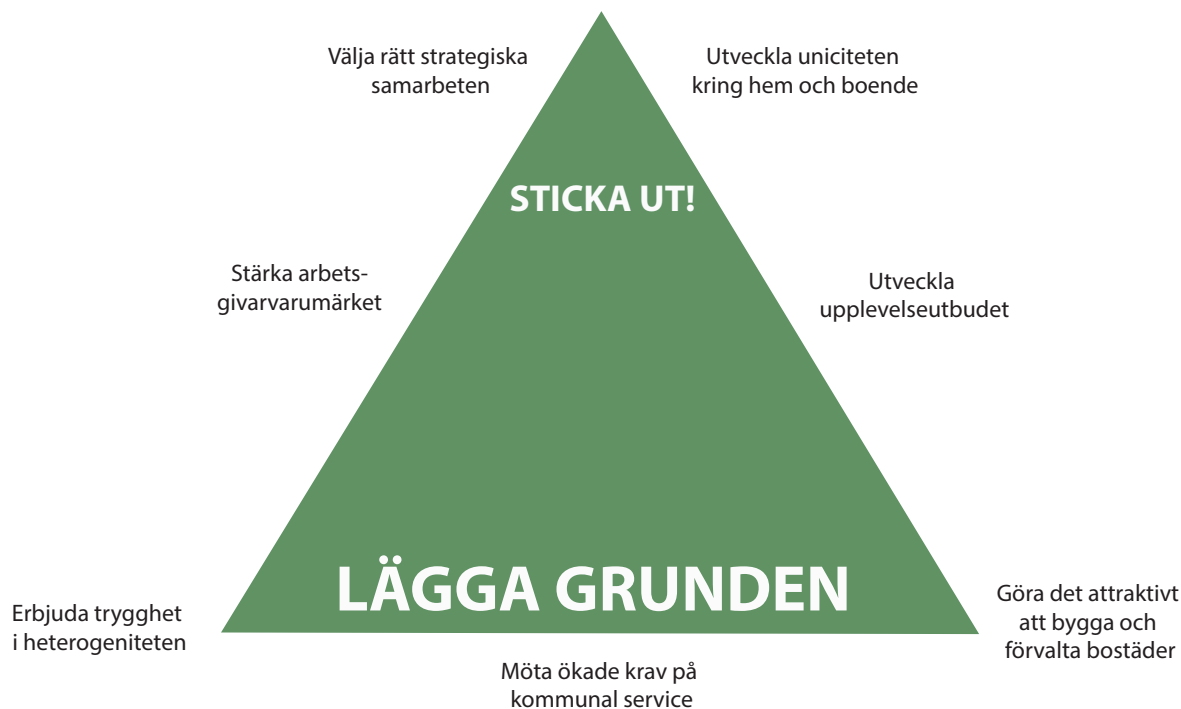 Välja rätt strategiska
samarbeten
Utveckla uniciteten
kring hem och boende
STICKA UT!
Stärka arbets-
givarvarumärket
Utveckla
upplevelseutbudet
LÄGGA GRUNDEN
Erbjuda trygghet
i heterogeniteten
Göra det attraktivt
att bygga och
förvalta bostäder
Möta ökade krav på
kommunal service